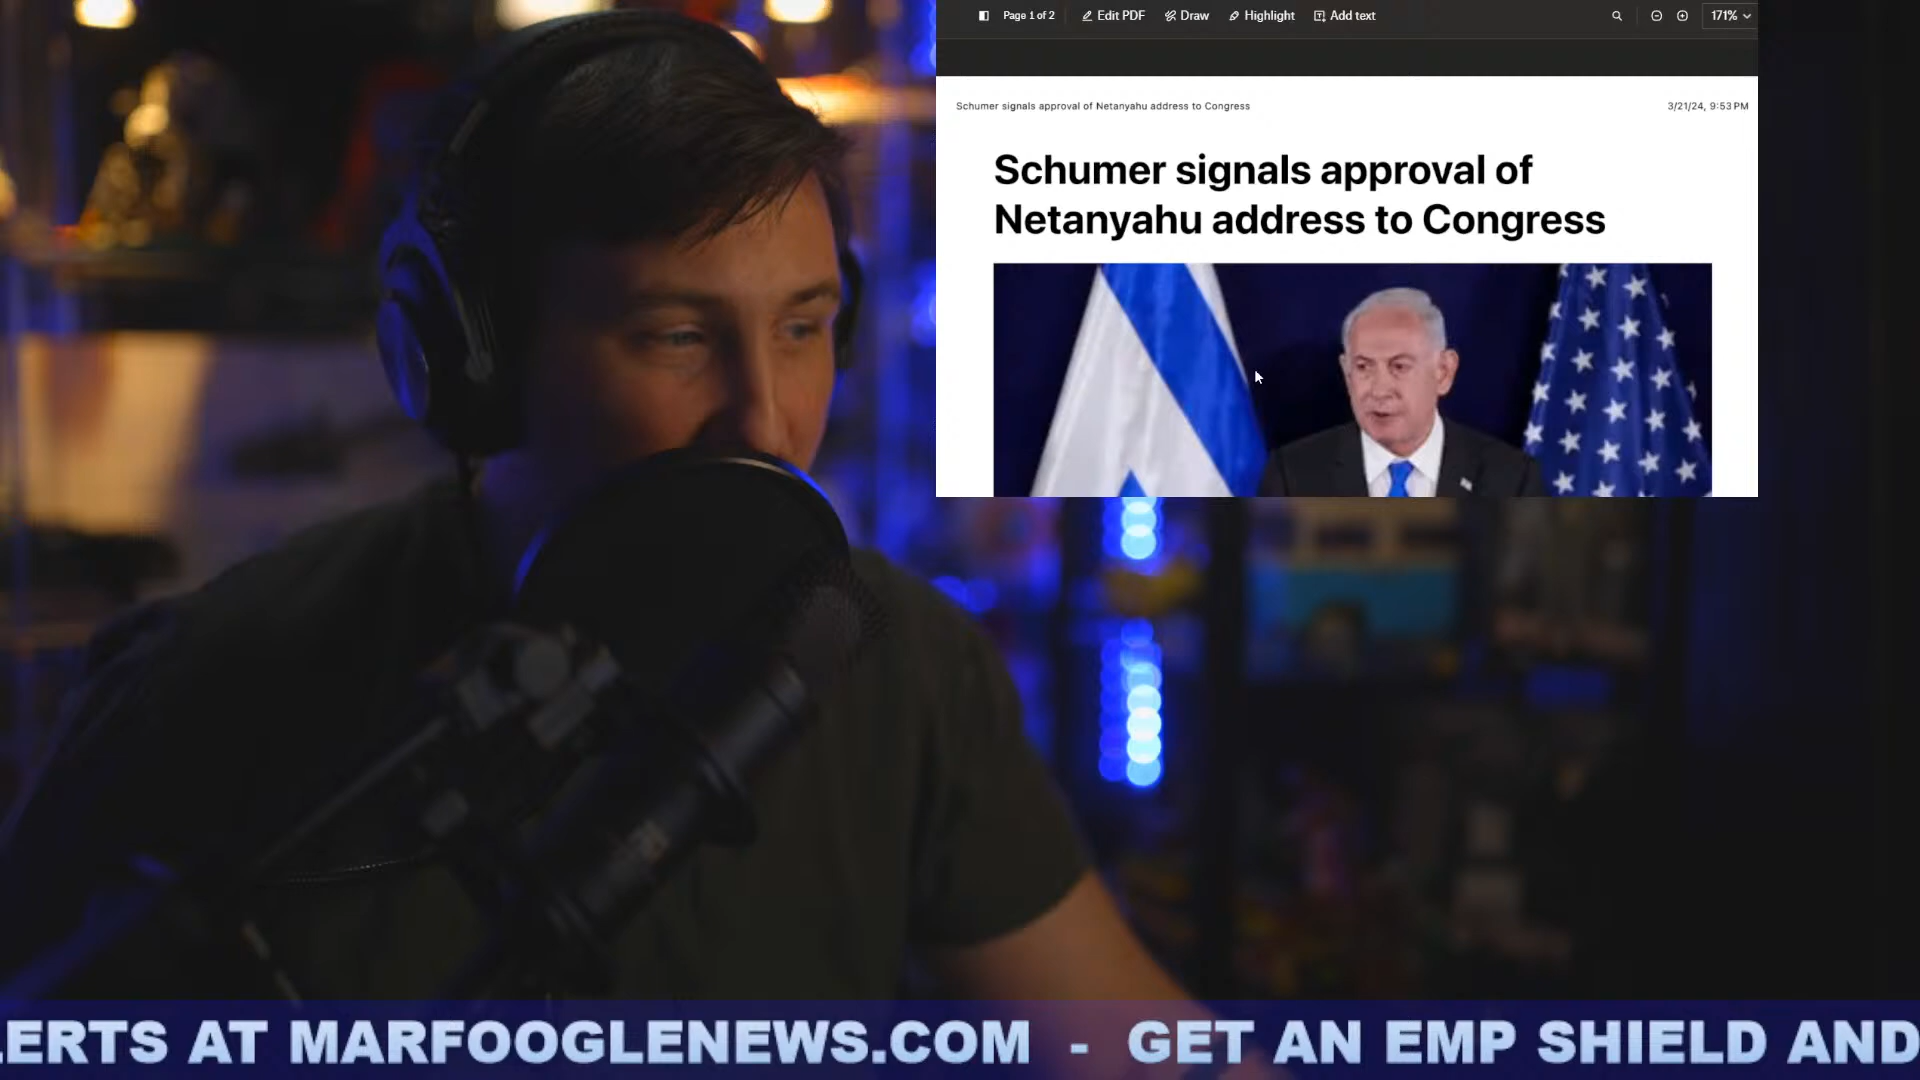 Page 1 of 2
Edit PDF
Draw
Highlight
Add text
171%
Schumer signals approval of Netanyahu address to Congress
3/21/24, 9:53 PM
Schumer signals approval of
Netanyahu address to Congress
LERTS AT MARFOOGLENEWS.COM - GET AN EMP SHIELD AND